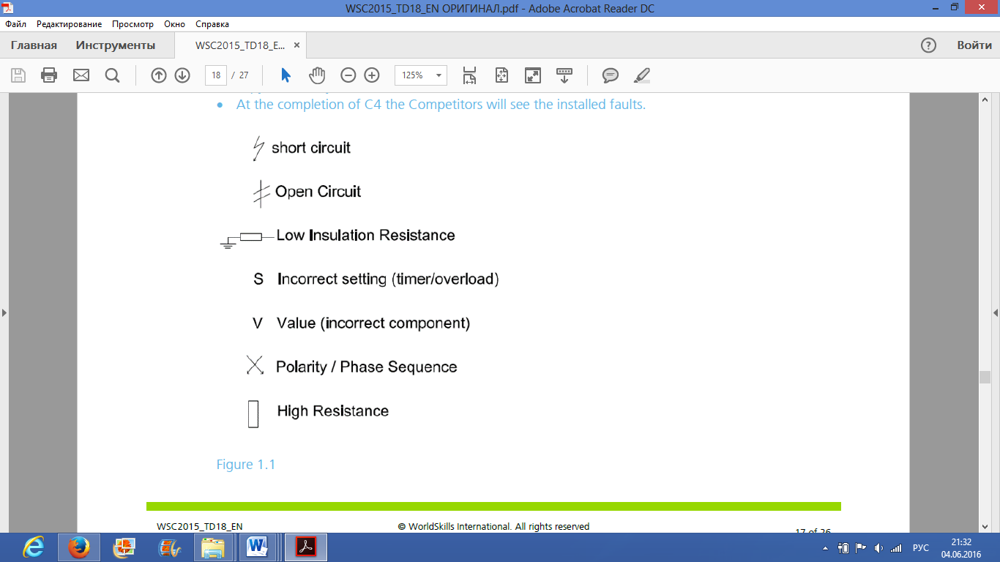 WSC2015_TD18_EN ОРИГИНАЛ.pdf - Adobe Acrobat Reader DC
Файл Редактирование Просмотр Окно Справка
Главная Инструменты WSC2015_TD18_E... × Войти
18 / 27 125%
• At the completion of C4 the Competitors will see the installed faults.
short circuit
Open Circuit
Low Insulation Resistance
S Incorrect setting (timer/overload)
V Value (incorrect component)
Polarity / Phase Sequence
High Resistance
Figure 1.1
WSC2015_TD18_EN © WorldSkills International. All rights reserved 17 of 26
РУС 21:32
04.06.2016